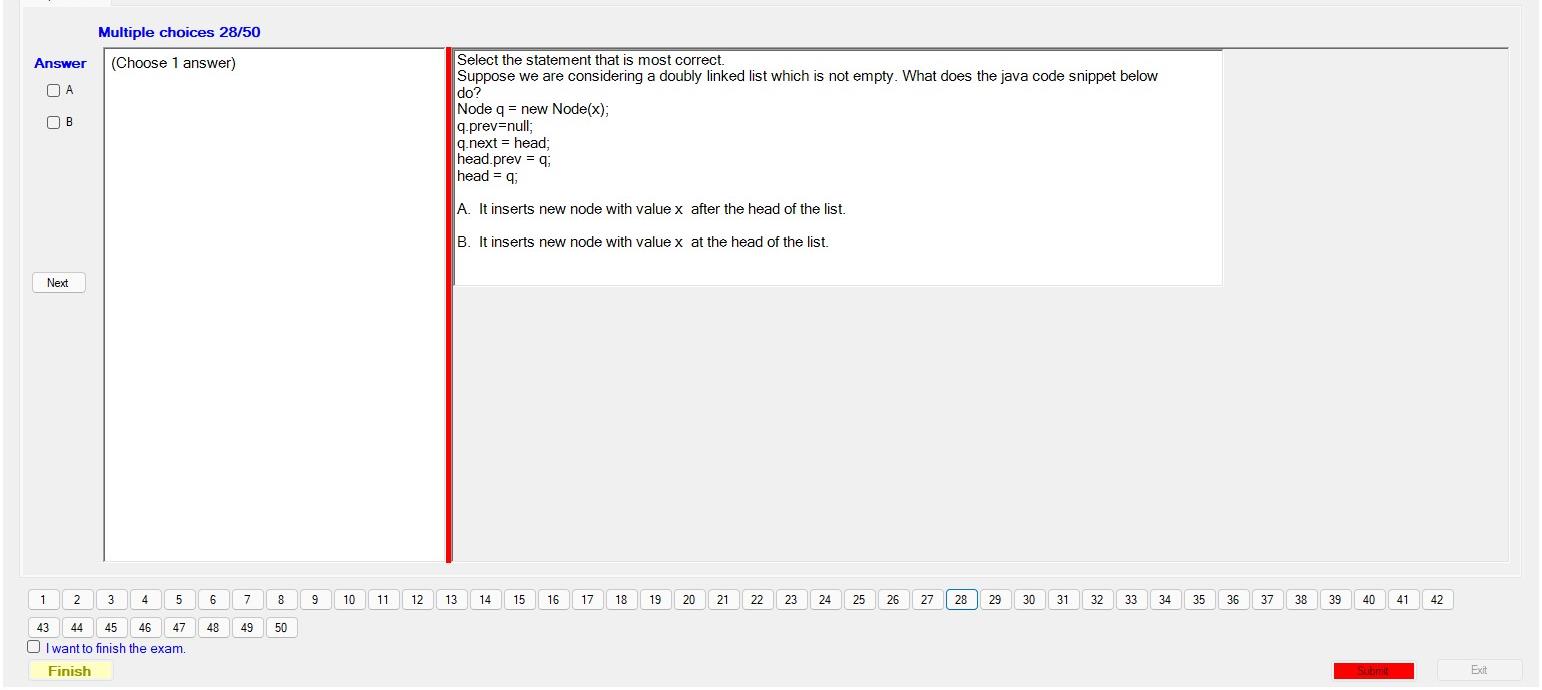 Multiple choices 28/50
Answer
(Choose 1 answer)
A
B
Next
Select the statement that is most correct.
Suppose we are considering a doubly linked list which is not empty. What does the java code snippet below
do?
Node q = new Node(x);
q.prev=null;
q.next = head;
head.prev = q;
head = q;
A. It inserts new node with value x after the head of the list.
B. It inserts new node with value x at the head of the list.
1 2 3 4 5 6 7 8 9 10 11 12 13 14 15 16 17 18 19 20 21 22 23 24 25 26 27 28 29 30 31 32 33 34 35 36 37 38 39 40 41 42
43 44 45 46 47 48 49 50
I want to finish the exam.
Finish
Submit
Exit